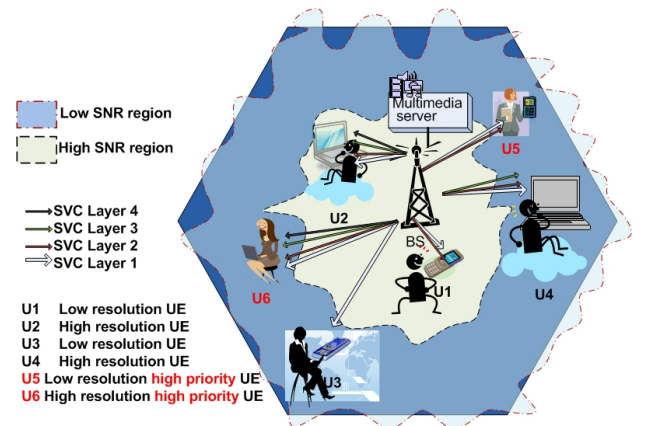 Multimedia
server
Low SNR region
U5
High SNR region
SVC Layer 4
U2
SVC Layer 3
SVC Layer 2
BS
SVC Layer 1
U6
U1
U4
U1 Low resolution UE
U2 High resolution UE
U3 Low resolution UE
U4 High resolution UE
U5 Low resolution high priority UE
U6 High resolution high priority UE
U3